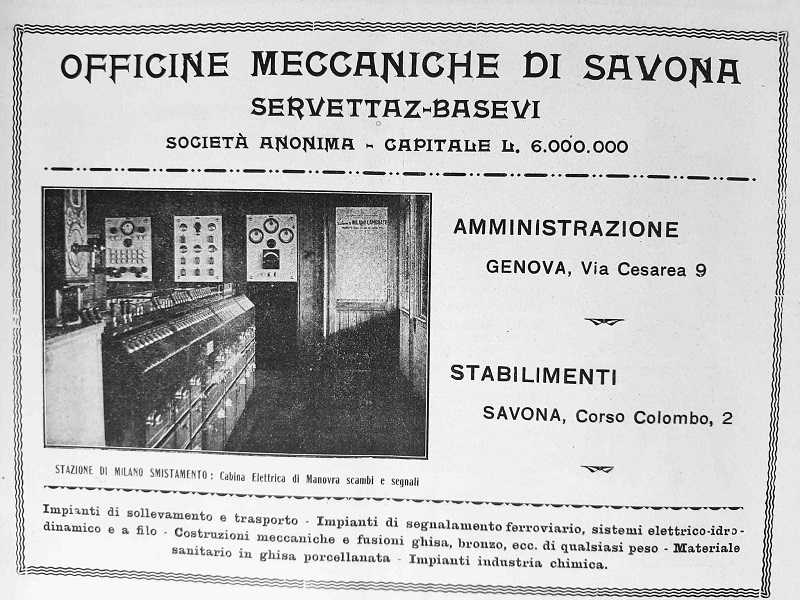 OFFICINE MECCANICHE DI SAVONA
SERVETTAZ-BASEVI
SOCIETÀ ANONIMA - CAPITALE L. 6.000.000
AMMINISTRAZIONE
GENOVA, Via Cesarea 9
STABILIMENTI
SAVONA, Corso Colombo, 2
STAZIONE DI MILANO SMISTAMENTO: Cabina Elettrica di Manovra scambi e segnali
Impianti di sollevamento e trasporto - Impianti di segnalamento ferroviario, sistemi elettrico-idro-
dinamico e a filo - Costruzioni meccaniche e fusioni ghisa, bronzo, ecc. di qualsiasi peso - Materiale
sanitario in ghisa porcellanata - Impianti industria chimica.